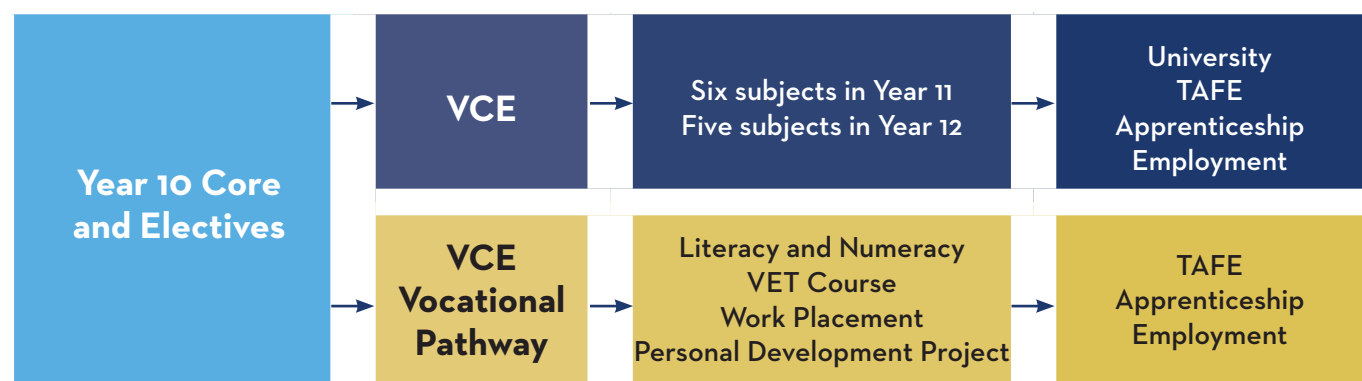 Year 10 Core
and Electives
VCE
Six subjects in Year 11
Five subjects in Year 12
University
TAFE
Apprenticeship
Employment
VCE
Vocational
Pathway
Literacy and Numeracy
VET Course
Work Placement
Personal Development Project
TAFE
Apprenticeship
Employment